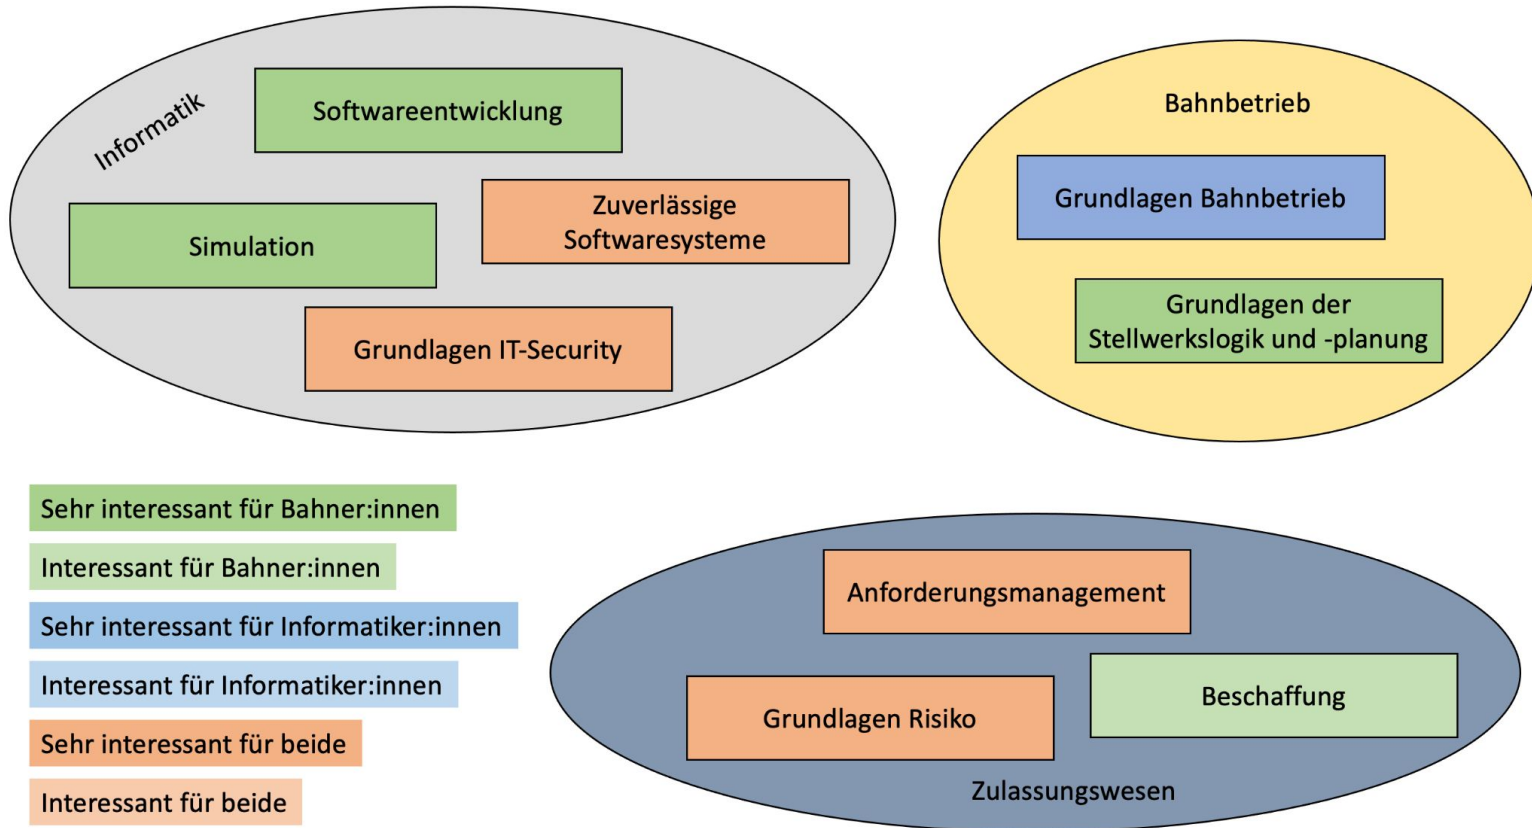 Informatik
Softwareentwicklung
Simulation
Zuverlässige
Softwaresysteme
Grundlagen IT-Security
Bahnbetrieb
Grundlagen Bahnbetrieb
Grundlagen der
Stellwerkslogik und -planung
Sehr interessant für Bahner:innen
Interessant für Bahner:innen
Sehr interessant für Informatiker:innen
Interessant für Informatiker:innen
Sehr interessant für beide
Interessant für beide
Anforderungsmanagement
Beschaffung
Grundlagen Risiko
Zulassungswesen